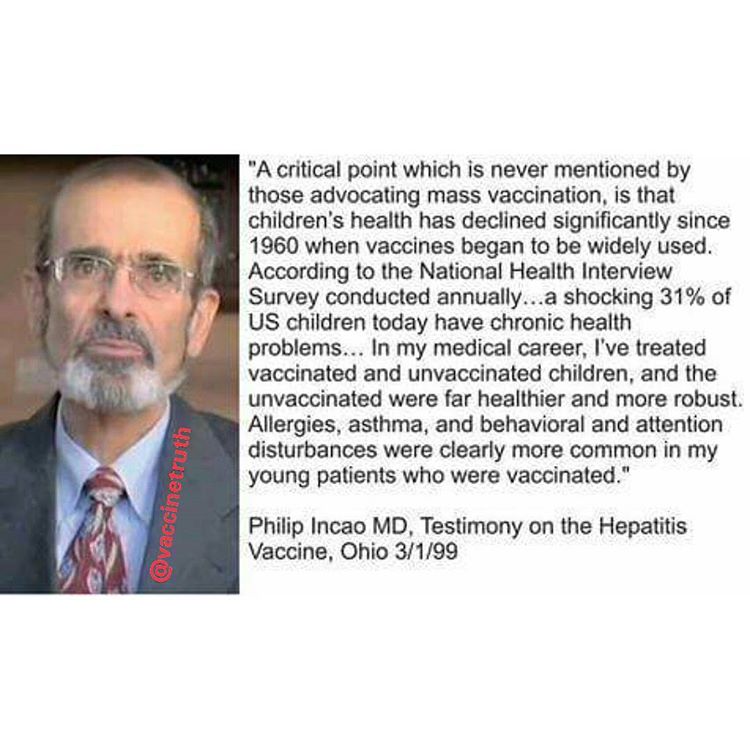 "A critical point which is never mentioned by
those advocating mass vaccination, is that
children's health has declined significantly since
1960 when vaccines began to be widely used.
According to the National Health Interview
Survey conducted annually...a shocking 31% of
US children today have chronic health
problems... In my medical career, I've treated
vaccinated and unvaccinated children, and the
unvaccinated were far healthier and more robust.
Allergies, asthma, and behavioral and attention
disturbances were clearly more common in my
young patients who were vaccinated."
Philip Incao MD, Testimony on the Hepatitis
Vaccine, Ohio 3/1/99
@vaccinetruth